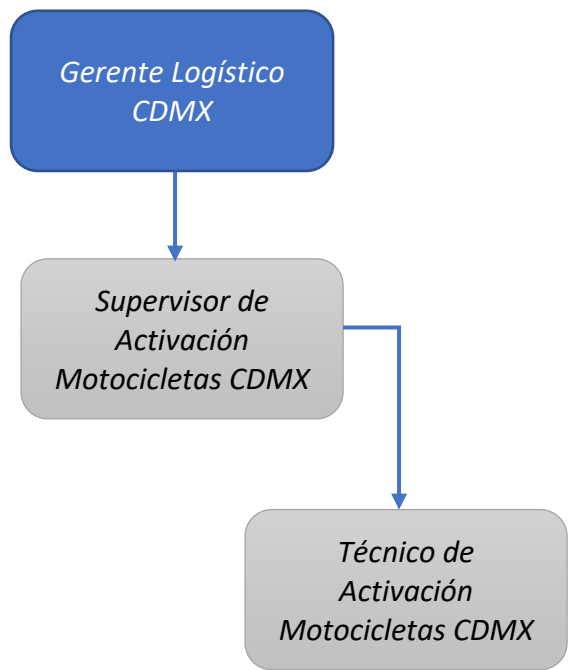 Gerente Logístico
CDMX
Supervisor de
Activación
Motocicletas CDMX
Técnico de
Activación
Motocicletas CDMX